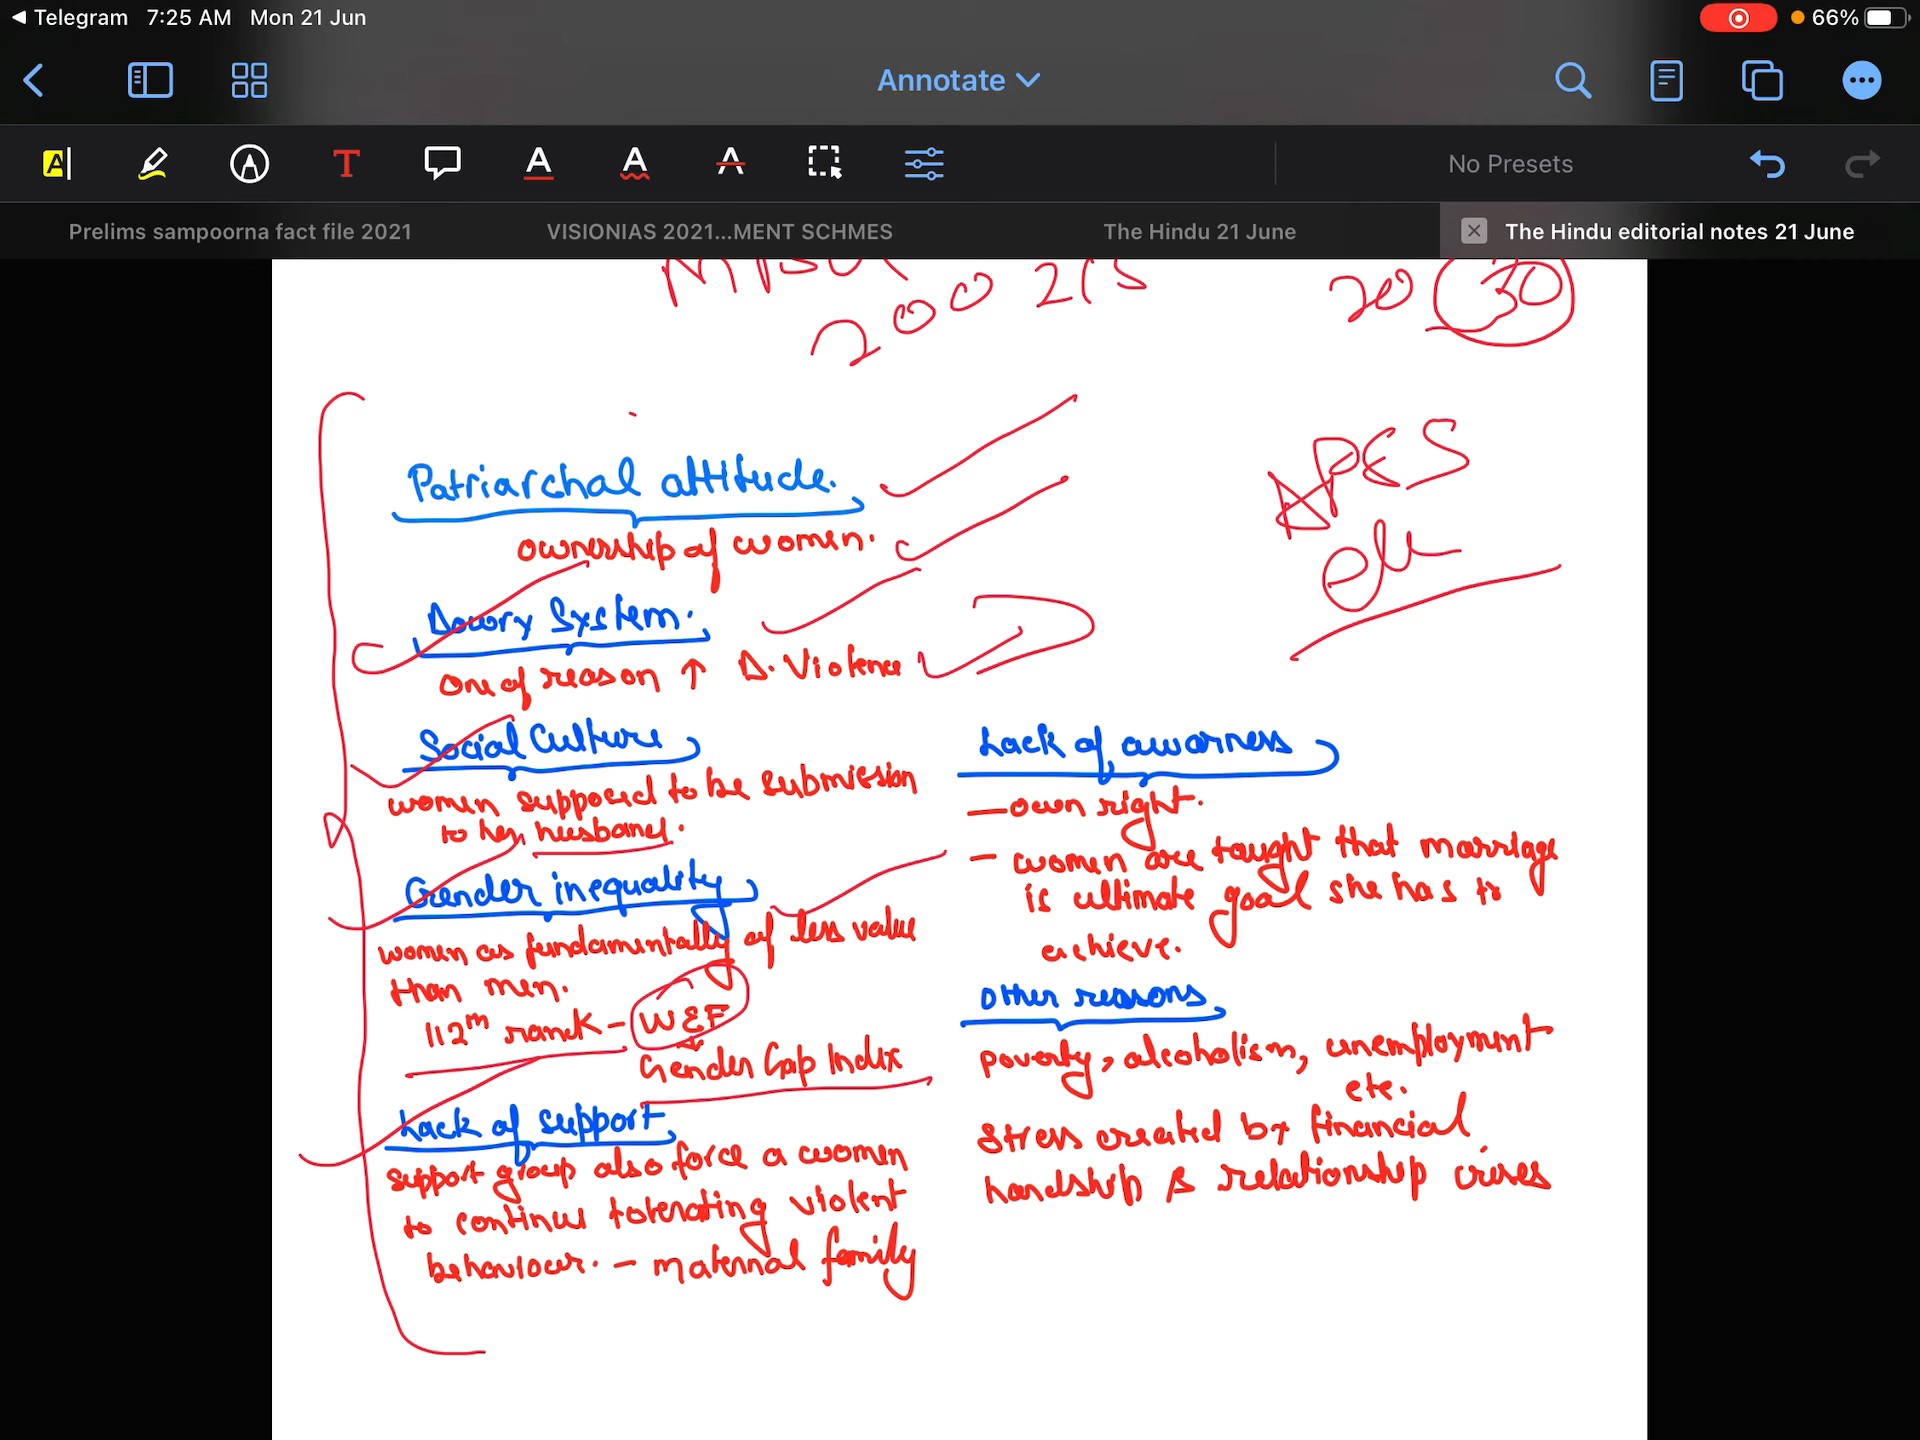 Telegram 7:25 AM Mon 21 Jun
66%
Annotate
A
T
A
A
A
No Presets
Prelims sampoorna fact file 2021
VISIONIAS 2021...MENT SCHMES
The Hindu 21 June
The Hindu editorial notes 21 June
200 215
20 30
Patriarchal attitude.
ownership of women.
APES
Dowry System.
one of reason ↑ D. Violence
Social Culture
women supposed to be submission
to her husband.
Gender inequality
women as fundamentally of less value
than men.
112th rank - WEF
Gender Gap Index
Lack of support
support group also force a women
to continue tolerating violent
behaviour. - maternal family
Lack of awarness
- own right.
- women are taught that marriage
is ultimate goal she has to
achieve.
other reasons
poverty, alcoholism, unemployment
etc.
stress created by financial
hardship & relationship crises